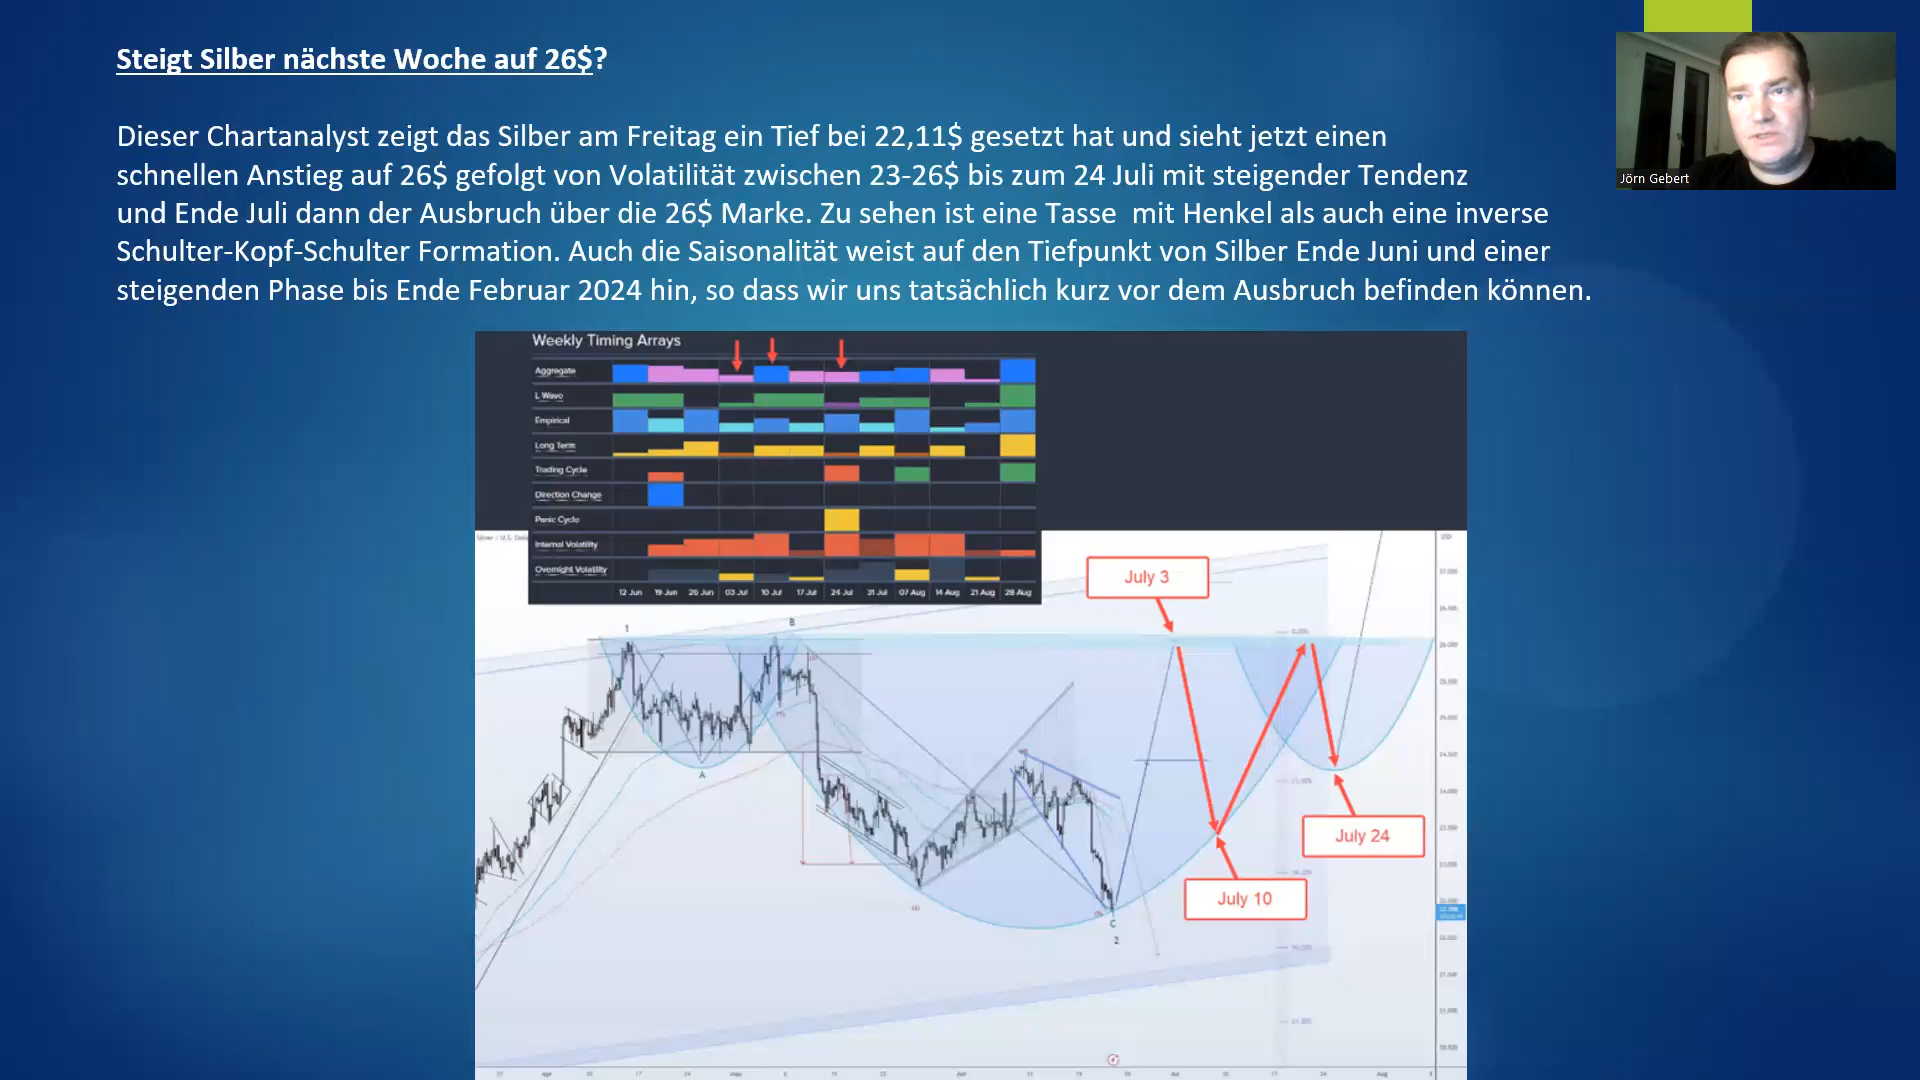 Steigt Silber nächste Woche auf 26$?
Dieser Chartanalyst zeigt das Silber am Freitag ein Tief bei 22,11$ gesetzt hat und sieht jetzt einen
schnellen Anstieg auf 26$ gefolgt von Volatilität zwischen 23-26$ bis zum 24 Juli mit steigender Tendenz
und Ende Juli dann der Ausbruch über die 26$ Marke. Zu sehen ist eine Tasse  mit Henkel als auch eine inverse
Schulter-Kopf-Schulter Formation. Auch die Saisonalität weist auf den Tiefpunkt von Silber Ende Juni und einer
steigenden Phase bis Ende Februar 2024 hin, so dass wir uns tatsächlich kurz vor dem Ausbruch befinden können.
Jörn Gebert
Weekly Timing Arrays
Aggregate
L Wave
Empirical
Long Term
Trading Cycle
Direction Change
Panic Cycle
Internal Volatility
Overnight Volatility
12 Jun 19 Jun 26 Jun 03 Jul 10 Jul 17 Jul 24 Jul 31 Jul 07 Aug 14 Aug 21 Aug 28 Aug
July 3
1
B
A
July 24
July 10
C
2